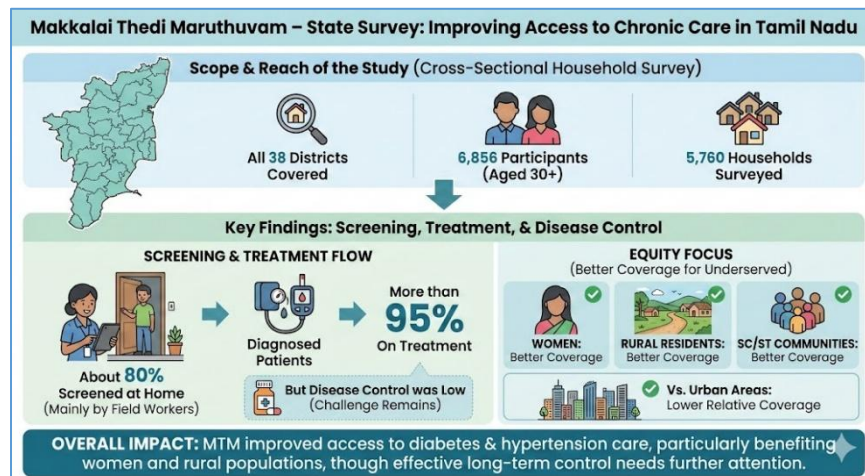 Makkalai Thedi Maruthuvam – State Survey: Improving Access to Chronic Care in Tamil Nadu
Scope & Reach of the Study (Cross-Sectional Household Survey)
All 38 Districts
Covered
6,856 Participants
(Aged 30+)
5,760 Households
Surveyed
Key Findings: Screening, Treatment, & Disease Control
SCREENING & TREATMENT FLOW
About 80%
Screened at Home
(Mainly by Field Workers)
Diagnosed
Patients
More than
95%
On Treatment
But Disease Control was Low
(Challenge Remains)
EQUITY FOCUS
(Better Coverage for Underserved)
WOMEN:
Better Coverage
RURAL RESIDENTS:
Better Coverage
SC/ST COMMUNITIES:
Better Coverage
Vs. Urban Areas:
Lower Relative Coverage
OVERALL IMPACT: MTM improved access to diabetes & hypertension care, particularly benefiting
women and rural populations, though effective long-term control needs further attention.